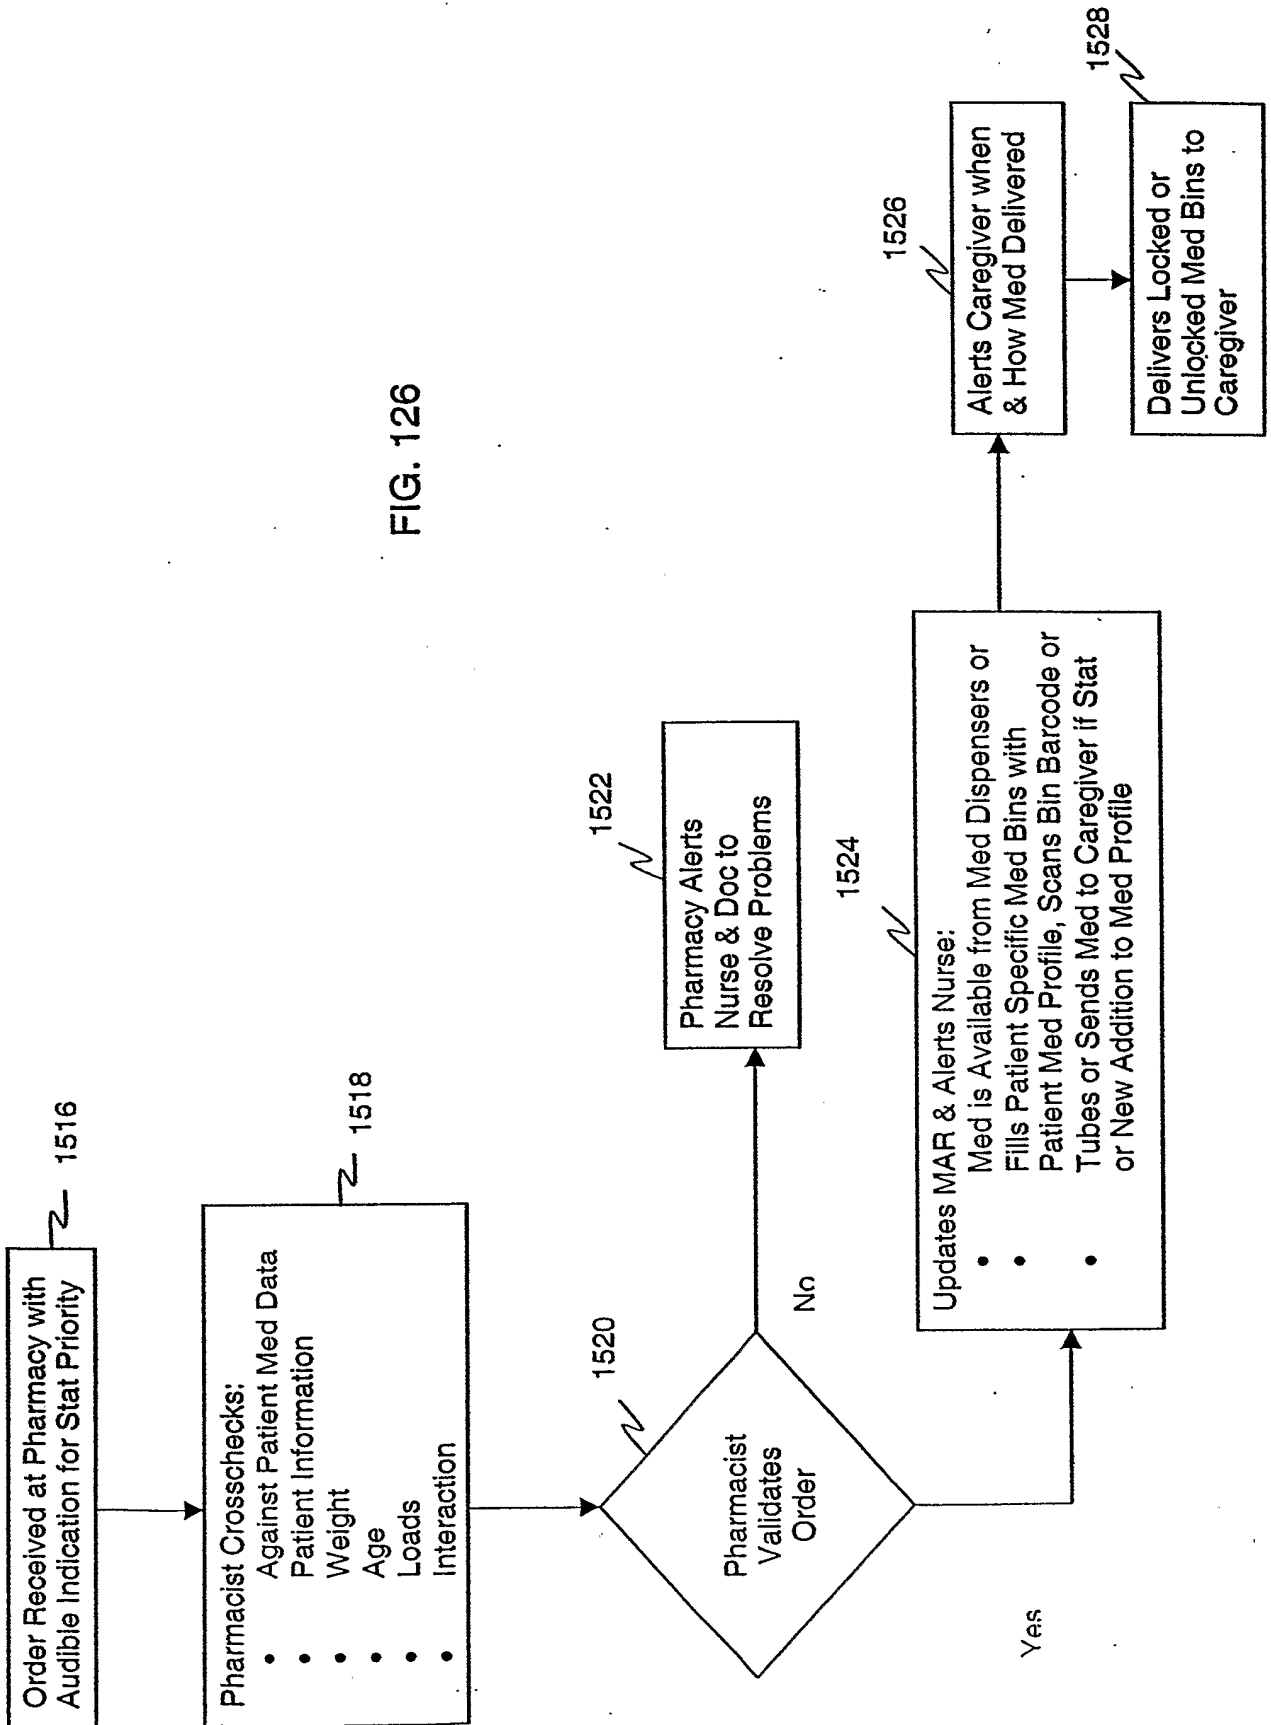 Order Received at Pharmacy with
Audible Indication for Stat Priority
1516
Pharmacist Crosschecks:
• Against Patient Med Data
• Patient Information
• Weight
• Age
• Loads
• Interaction
1518
Pharmacist
Validates
Order
1520
No
Yes
Pharmacy Alerts
Nurse & Doc to
Resolve Problems
1522
Updates MAR & Alerts Nurse:
• Med is Available from Med Dispensers or
• Fills Patient Specific Med Bins with
Patient Med Profile, Scans Bin Barcode or
• Tubes or Sends Med to Caregiver if Stat
or New Addition to Med Profile
1524
Alerts Caregiver when
& How Med Delivered
1526
Delivers Locked or
Unlocked Med Bins to
Caregiver
1528
FIG. 126